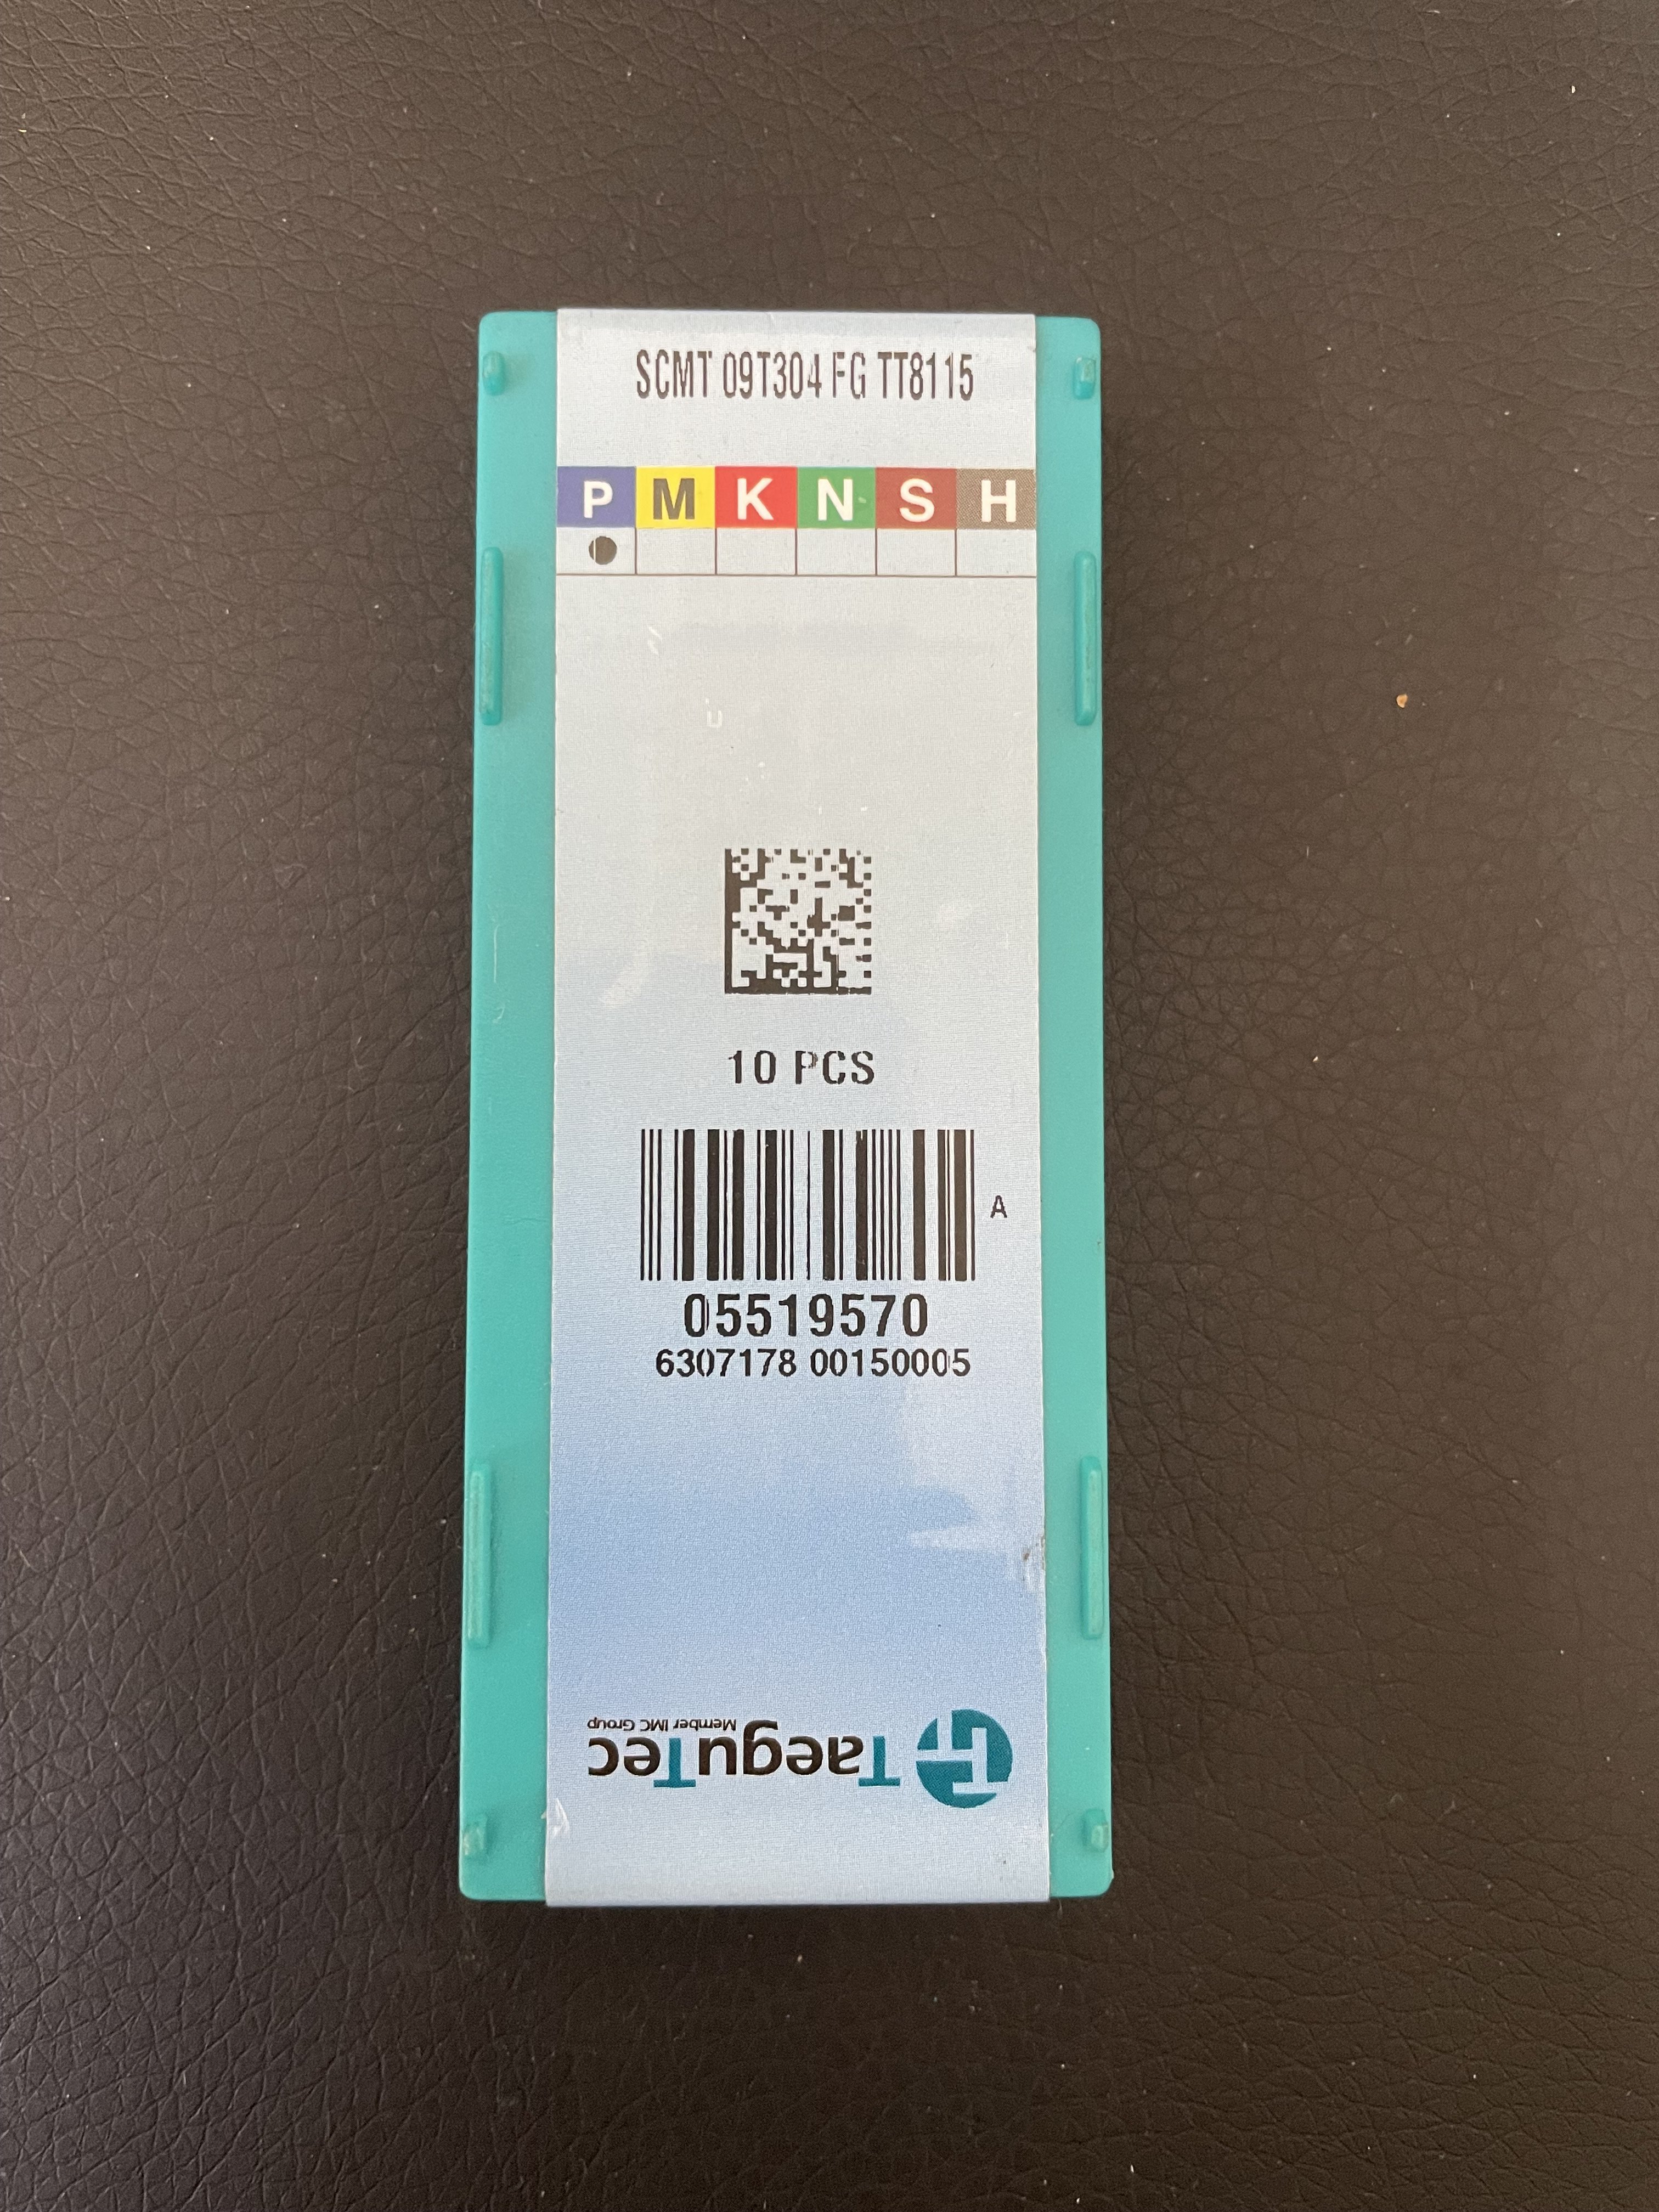 SCMT 09T304 FG TT8115
P M K N S H
10 PCS
A
05519570
6307178 00150005
TaeguTec
Member IMC Group